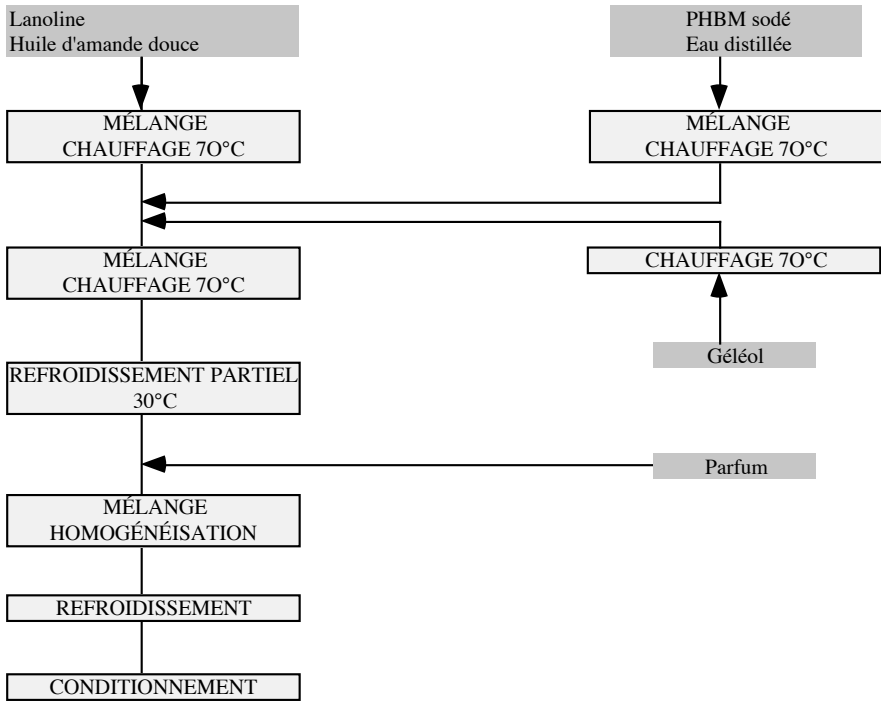 Lanoline
Huile d'amande douce
PHBM sodé
Eau distillée
MÉLANGE
CHAUFFAGE 7O°C
MÉLANGE
CHAUFFAGE 7O°C
MÉLANGE
CHAUFFAGE 7O°C
CHAUFFAGE 7O°C
Géléol
REFROIDISSEMENT PARTIEL
30°C
Parfum
MÉLANGE
HOMOGÉNÉISATION
REFROIDISSEMENT
CONDITIONNEMENT